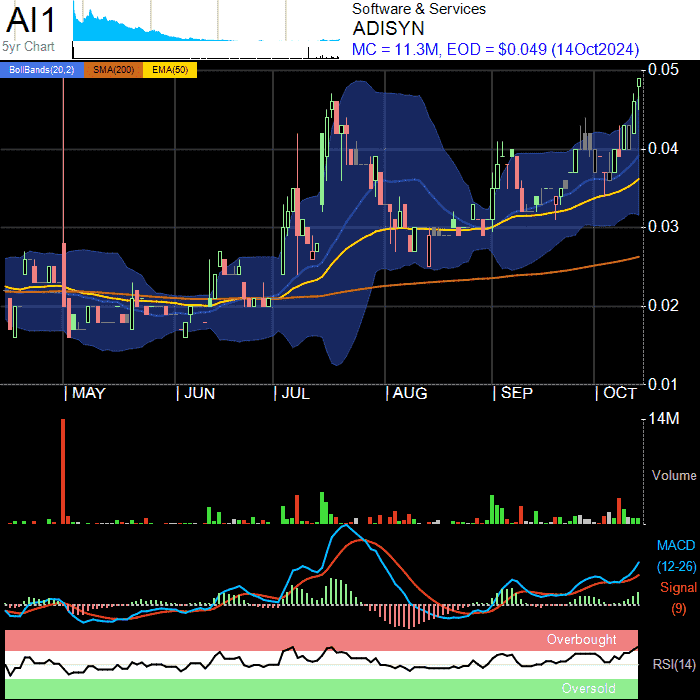 AI1
5yr Chart
Software & Services
ADISYN
MC = 11.3M, EOD = $0.049 (14Oct2024)
BollBands(20,2) SMA(200) EMA(50)
0.05
0.04
0.03
0.02
0.01
| MAY | JUN | JUL | AUG | SEP | OCT
14M
Volume
MACD
(12-26)
Signal
(9)
Overbought
RSI(14)
Oversold